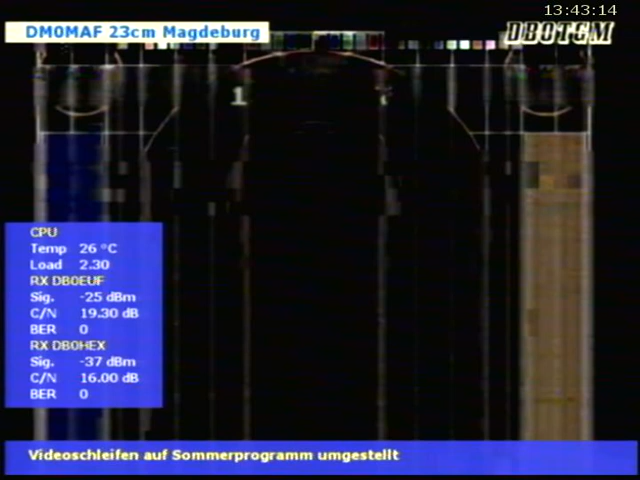 13:43:14
DM0MAF 23cm Magdeburg
DB0TGM
1
CPU
Temp 26 °C
Load 2.30
RX DB0EUF
Sig. -25 dBm
C/N 19.30 dB
BER 0
RX DB0HEX
Sig. -37 dBm
C/N 16.00 dB
BER 0
Videoschleifen auf Sommerprogramm umgestellt